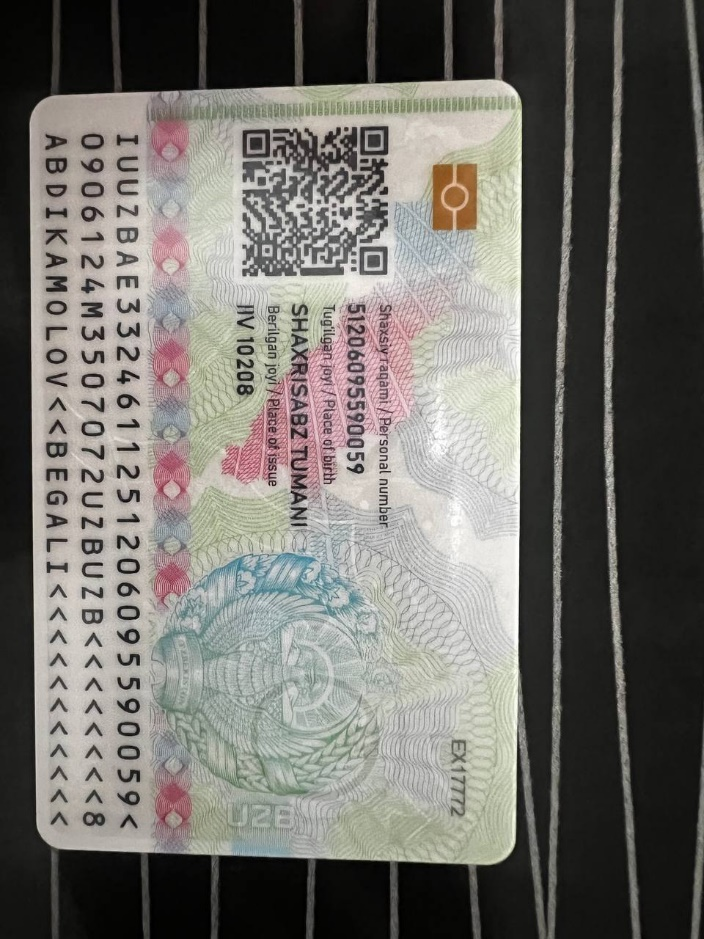 EX17772
Shaxsiy raqami / Personal number
51206095590059
Tug'ilgan joyi / Place of birth
SHAXRISABZ TUMANI
Berilgan joyi / Place of issue
IIV 10208
UZB
IUUZBAE3324611251206095590059<
0906124M3507072UZBUZB<<<<<<<8
ABDIKAMOLOV<<BEGALI<<<<<<<<<<<